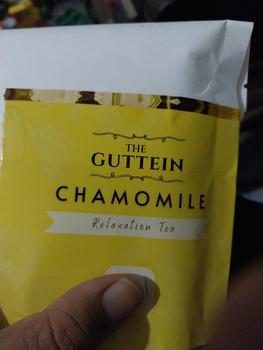 THE
GUTTEIN
CHAMOMILE
Relaxation Tea